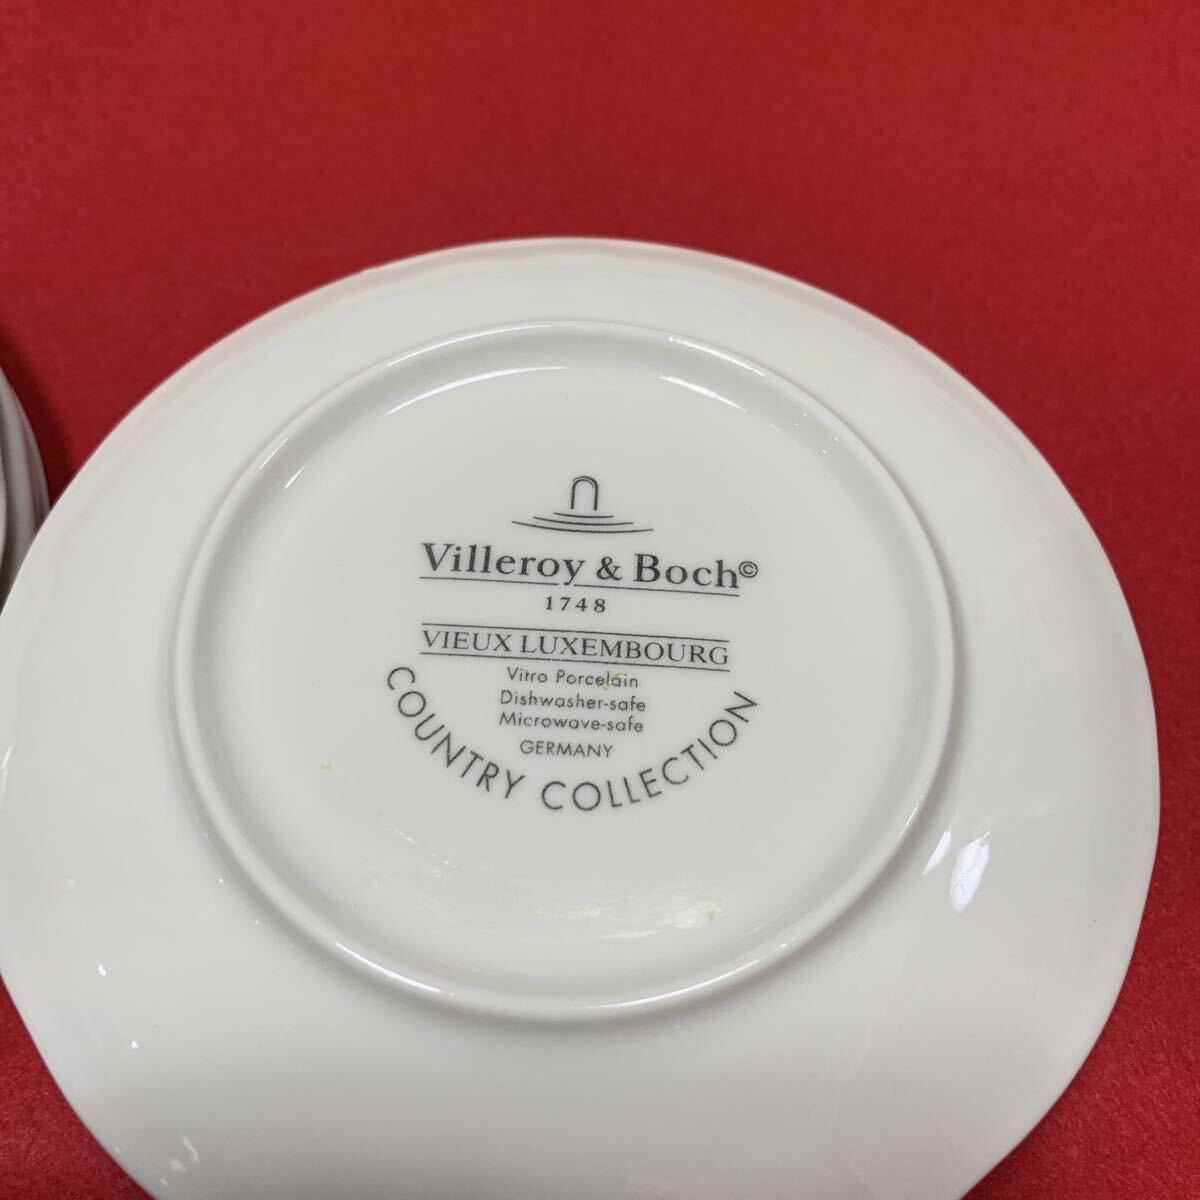 Villeroy & Boch©
1748
VIEUX LUXEMBOURG
Vitro Porcelain
Dishwasher-safe
Microwave-safe
GERMANY
COUNTRY COLLECTION